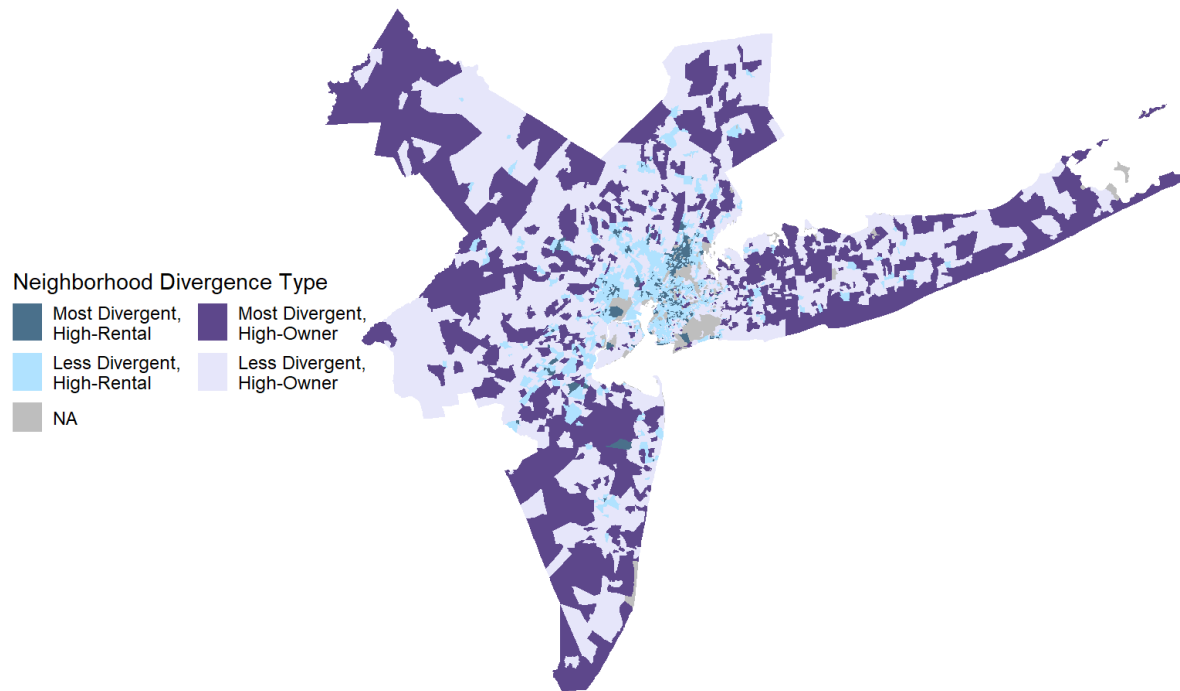 Neighborhood Divergence Type
Most Divergent,
High-Rental
Most Divergent,
High-Owner
Less Divergent,
High-Rental
Less Divergent,
High-Owner
NA